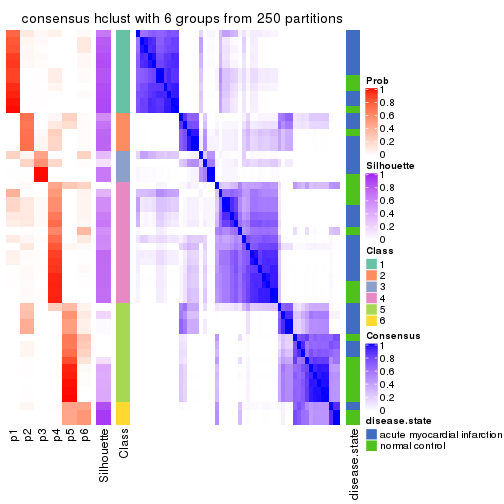 consensus hclust with 6 groups from 250 partitions
Prob
1
0.8
0.6
0.4
0.2
0
Silhouette
1
0.8
0.6
0.4
0.2
0
Class
1
2
3
4
5
6
Consensus
1
0.8
0.6
0.4
0.2
0
disease.state
acute myocardial infarction
normal control
p1
p2
p3
p4
p5
p6
Silhouette
Class
disease.state